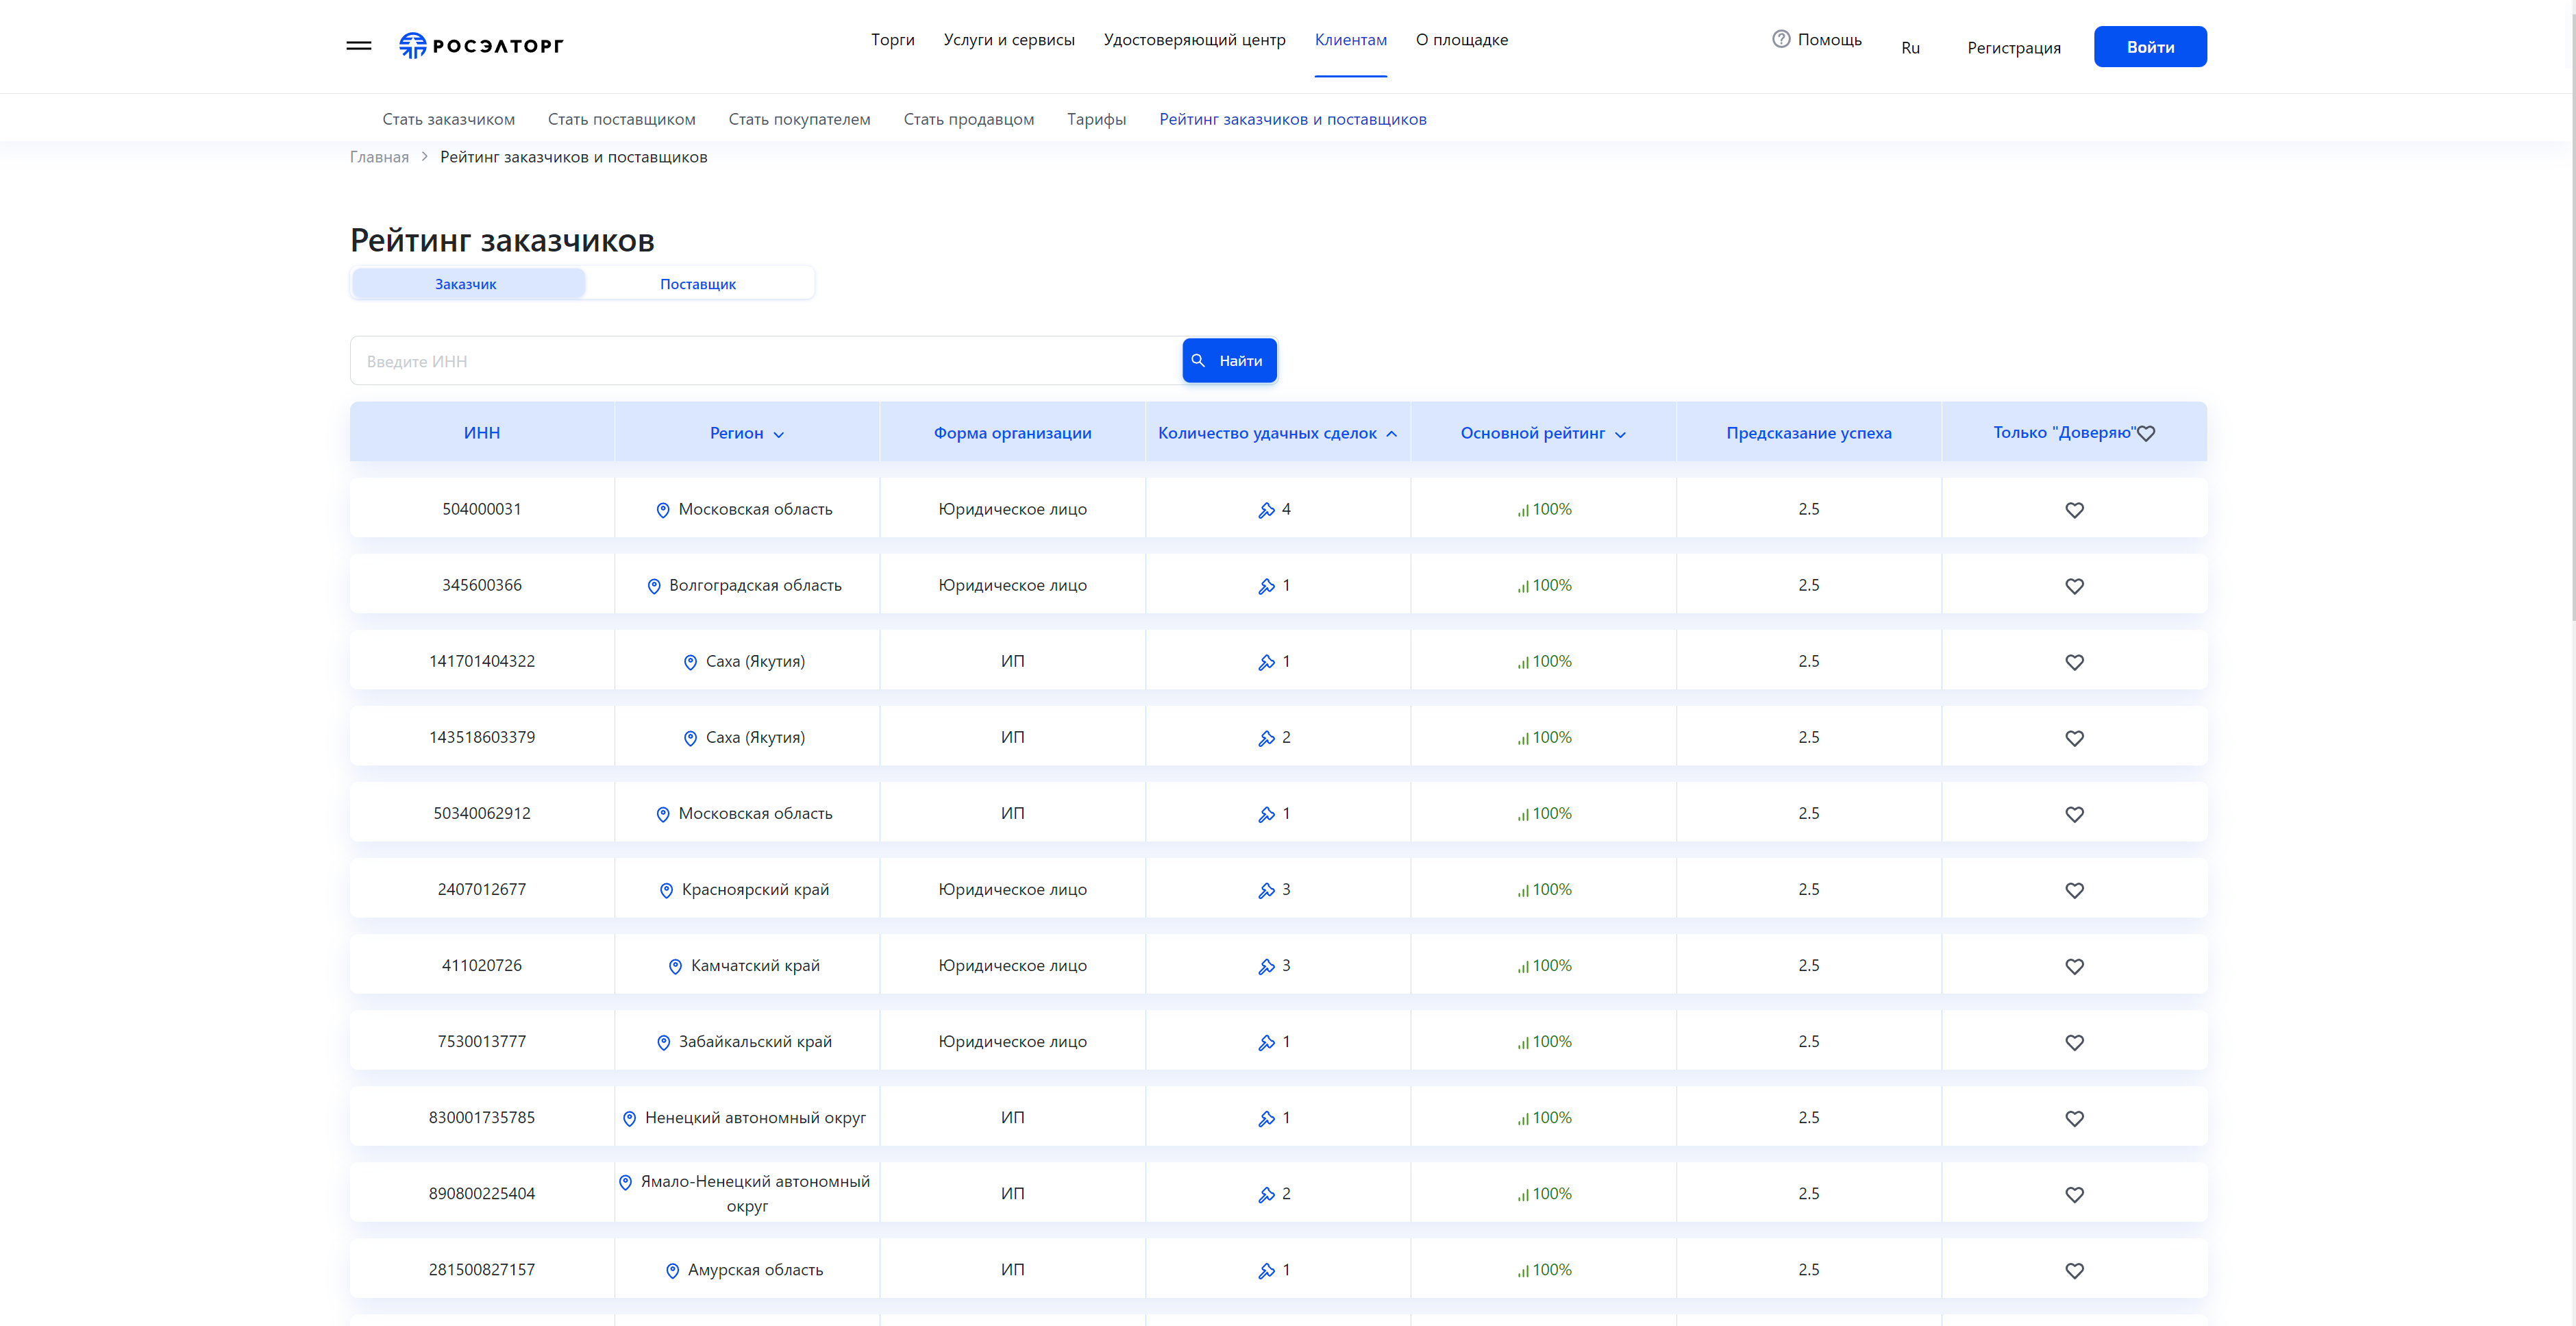 РОСЭЛТОРГ
Торги Услуги и сервисы Удостоверяющий центр Клиентам О площадке
Помощь Ru Регистрация Войти
Стать заказчиком Стать поставщиком Стать покупателем Стать продавцом Тарифы Рейтинг заказчиков и поставщиков
Главная > Рейтинг заказчиков и поставщиков
Рейтинг заказчиков
Заказчик Поставщик
Введите ИНН Найти
ИНН Регион Форма организации Количество удачных сделок Основной рейтинг Предсказание успеха Только "Доверяю"
504000031 Московская область Юридическое лицо 4 100% 2.5
345600366 Волгоградская область Юридическое лицо 1 100% 2.5
141701404322 Саха (Якутия) ИП 1 100% 2.5
143518603379 Саха (Якутия) ИП 2 100% 2.5
50340062912 Московская область ИП 1 100% 2.5
2407012677 Красноярский край Юридическое лицо 3 100% 2.5
411020726 Камчатский край Юридическое лицо 3 100% 2.5
7530013777 Забайкальский край Юридическое лицо 1 100% 2.5
830001735785 Ненецкий автономный округ ИП 1 100% 2.5
890800225404 Ямало-Ненецкий автономный округ ИП 2 100% 2.5
281500827157 Амурская область ИП 1 100% 2.5